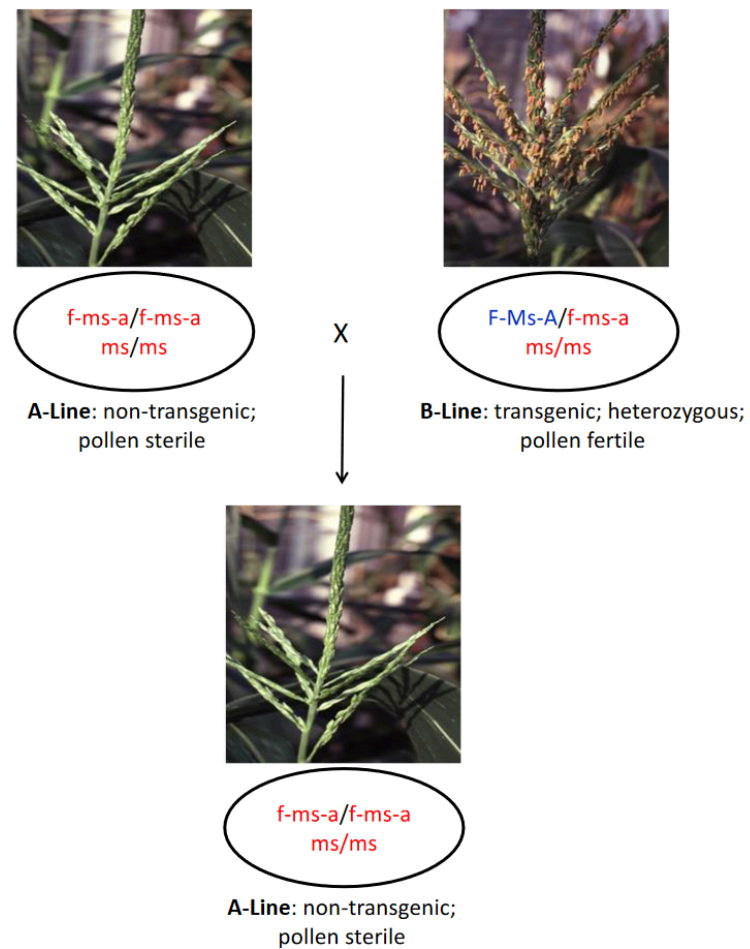 f-ms-a/f-ms-a
ms/ms
X
F-Ms-A/f-ms-a
ms/ms
A-Line: non-transgenic;
pollen sterile
B-Line: transgenic; heterozygous;
pollen fertile
f-ms-a/f-ms-a
ms/ms
A-Line: non-transgenic;
pollen sterile